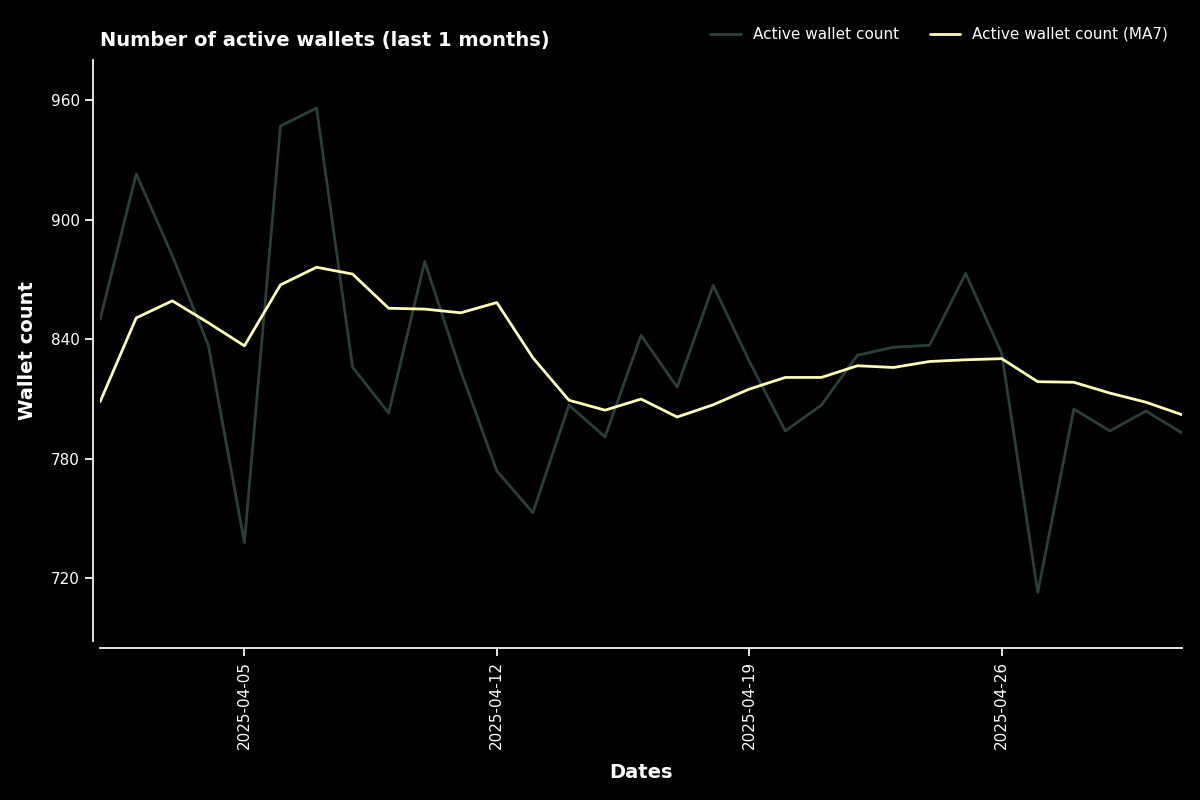 Number of active wallets (last 1 months)
Active wallet count
Active wallet count (MA7)
Wallet count
960
900
840
780
720
2025-04-05
2025-04-12
2025-04-19
2025-04-26
Dates